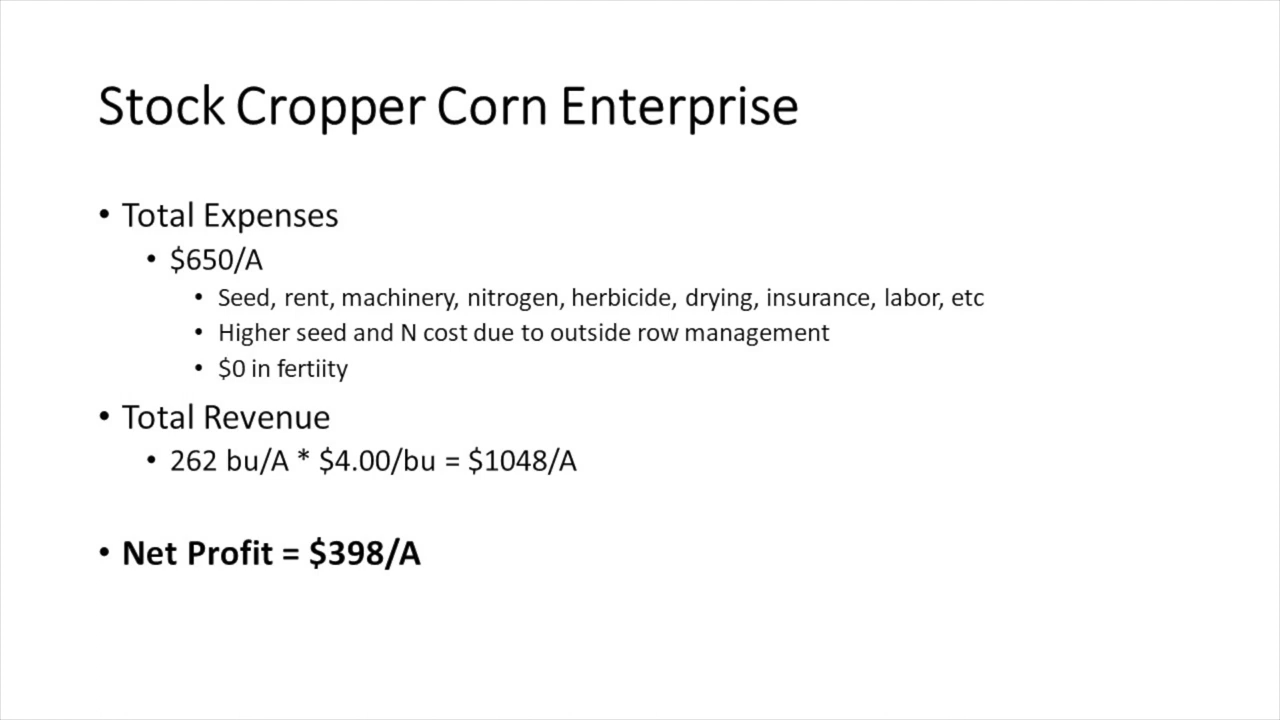 Stock Cropper Corn Enterprise
• Total Expenses
• $650/A
• Seed, rent, machinery, nitrogen, herbicide, drying, insurance, labor, etc
• Higher seed and N cost due to outside row management
• $0 in fertiity
• Total Revenue
• 262 bu/A * $4.00/bu = $1048/A
• Net Profit = $398/A